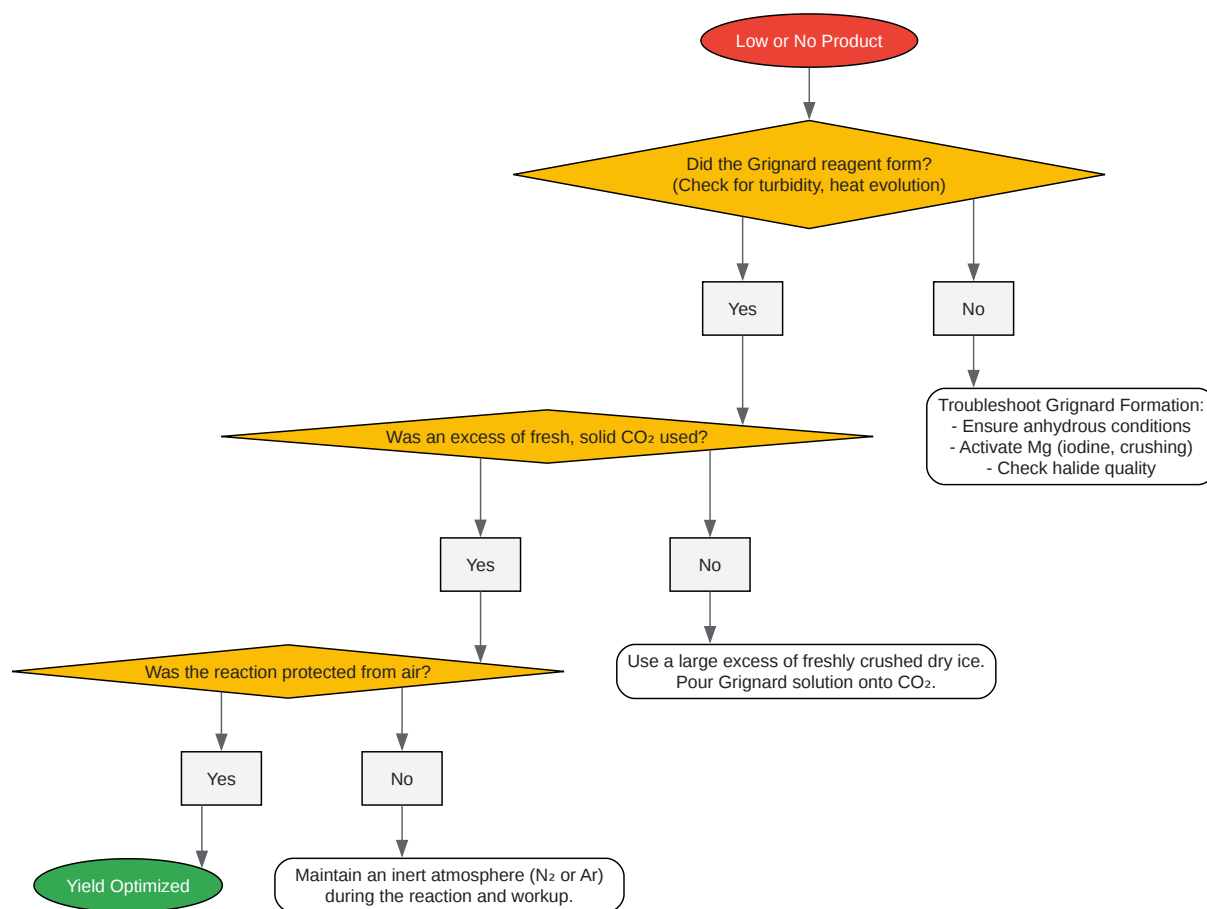 Low or No Product
Did the Grignard reagent form?
(Check for turbidity, heat evolution)
Yes
No
Troubleshoot Grignard Formation:
- Ensure anhydrous conditions
- Activate Mg (iodine, crushing)
- Check halide quality
Was an excess of fresh, solid CO₂ used?
Yes
No
Use a large excess of freshly crushed dry ice.
Pour Grignard solution onto CO₂.
Was the reaction protected from air?
Yes
No
Yield Optimized
Maintain an inert atmosphere (N₂ or Ar)
during the reaction and workup.